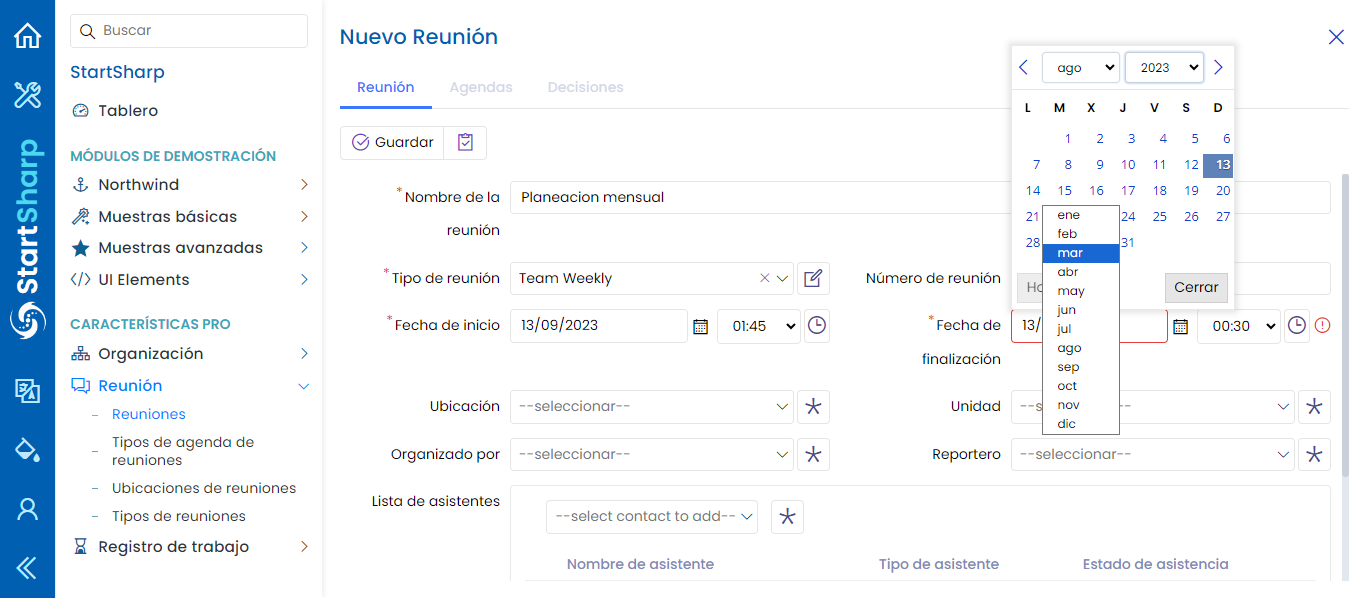 StartSharp
Buscar
StartSharp
Tablero
MÓDULOS DE DEMOSTRACIÓN
Northwind
Muestras básicas
Muestras avanzadas
UI Elements
CARACTERÍSTICAS PRO
Organización
Reunión
Reuniones
Tipos de agenda de
reuniones
Ubicaciones de reuniones
Tipos de reuniones
Registro de trabajo
Nuevo Reunión
Reunión Agendas Decisiones
Guardar
*Nombre de la
reunión
Planeacion mensual
*Tipo de reunión Team Weekly
Número de reunión
*Fecha de inicio 13/09/2023 01:45
*Fecha de
finalización
13/ 00:30
Ubicación --seleccionar--
Unidad --s --
Organizado por --seleccionar--
Reportero --seleccionar--
Lista de asistentes
--select contact to add--
Nombre de asistente Tipo de asistente Estado de asistencia
ago 2023
L M X J V S D
1 2 3 4 5 6
7 8 9 10 11 12 13
14 15 16 17 18 19 20
21 24 25 26 27
28 31
Cerrar
ene
feb
mar
abr
may
jun
jul
ago
sep
oct
nov
dic